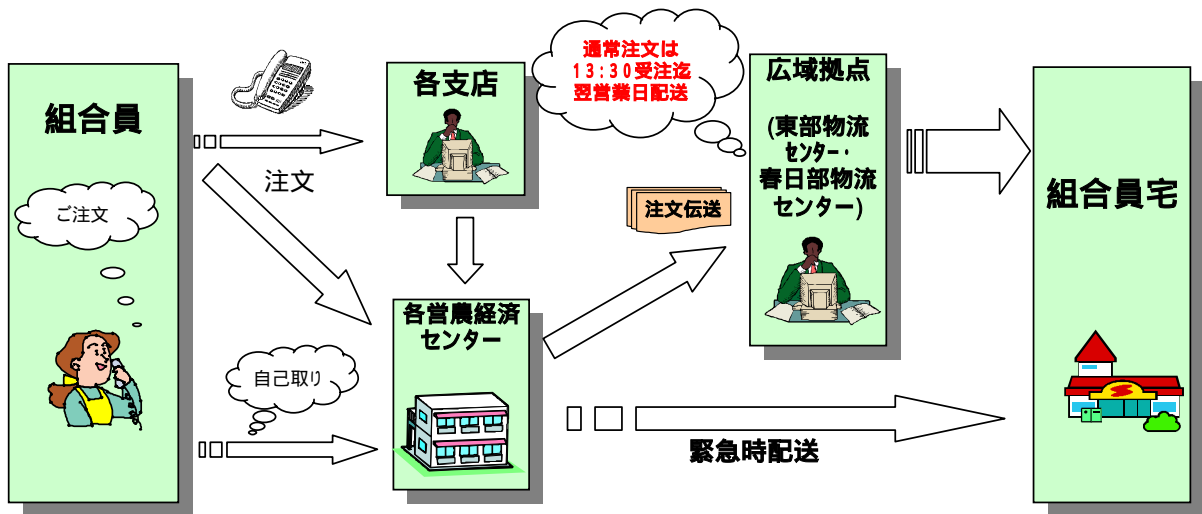 組合員
ご注文
注文
自己取り
各支店
各営農経済
センター
通常注文は
13:30受注迄
翌営業日配送
注文伝送
広域拠点
(東部物流
センター・
春日部物流
センター)
緊急時配送
組合員宅